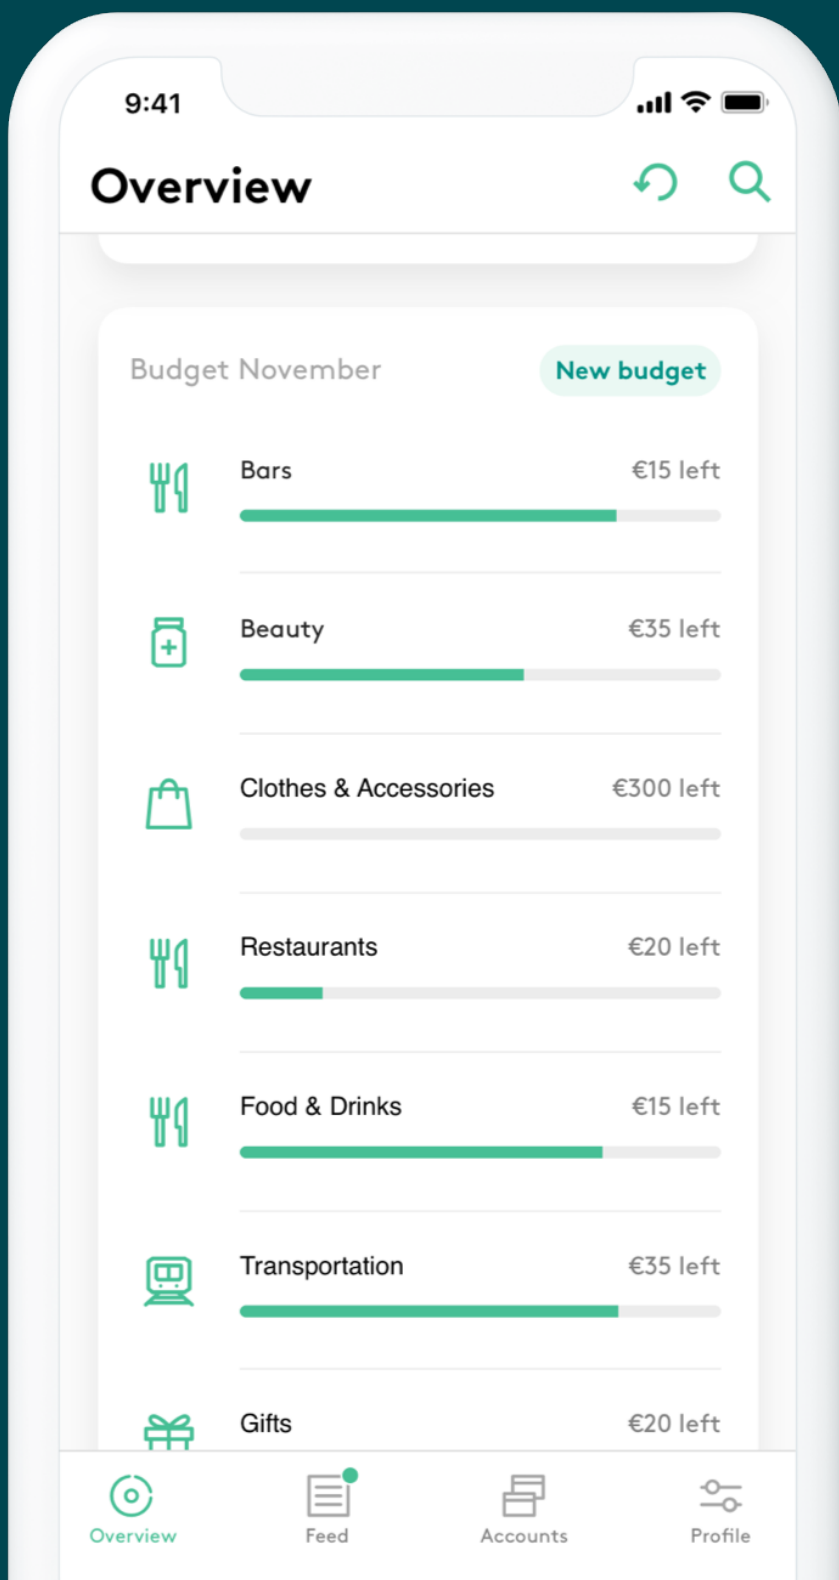 9:41
Overview
Budget November New budget
Bars €15 left
Beauty €35 left
Clothes & Accessories €300 left
Restaurants €20 left
Food & Drinks €15 left
Transportation €35 left
Gifts €20 left
Overview Feed Accounts Profile